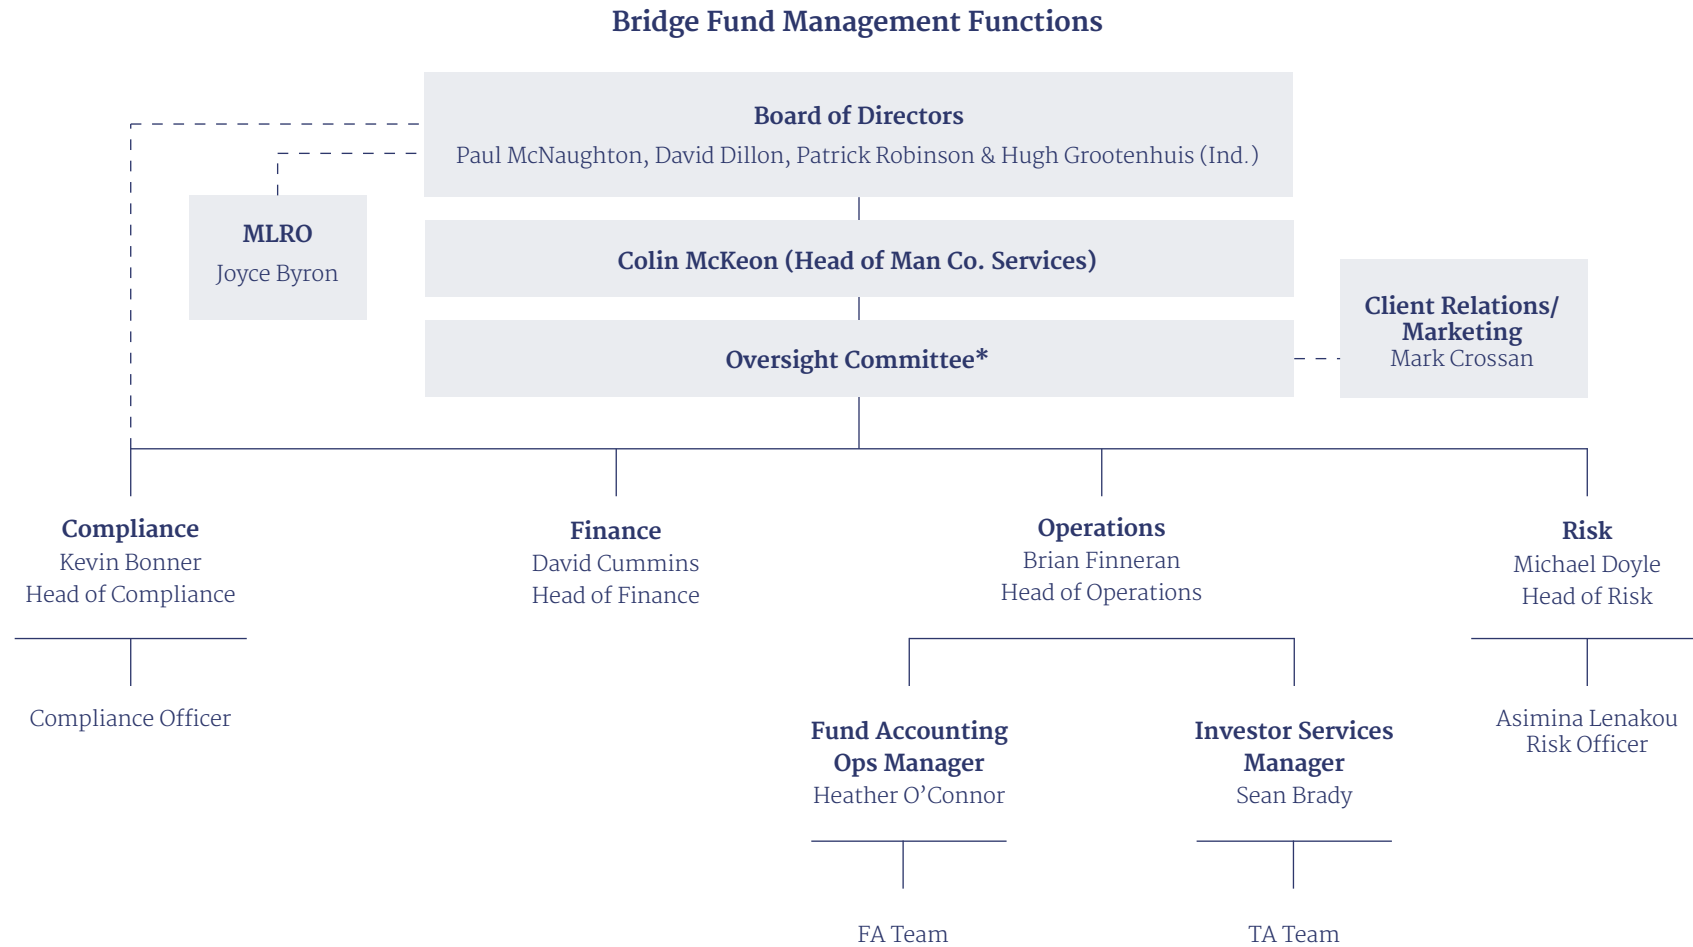 Bridge Fund Management Functions
Board of Directors
Paul McNaughton, David Dillon, Patrick Robinson & Hugh Grootenhuis (Ind.)
MLRO
Joyce Byron
Colin McKeon (Head of Man Co. Services)
Client Relations/
Marketing
Mark Crossan
Oversight Committee*
Compliance
Kevin Bonner
Head of Compliance
Finance
David Cummins
Head of Finance
Operations
Brian Finneran
Head of Operations
Risk
Michael Doyle
Head of Risk
Compliance Officer
Fund Accounting
Ops Manager
Heather O’Connor
Investor Services
Manager
Sean Brady
Asimina Lenakou
Risk Officer
FA Team
TA Team